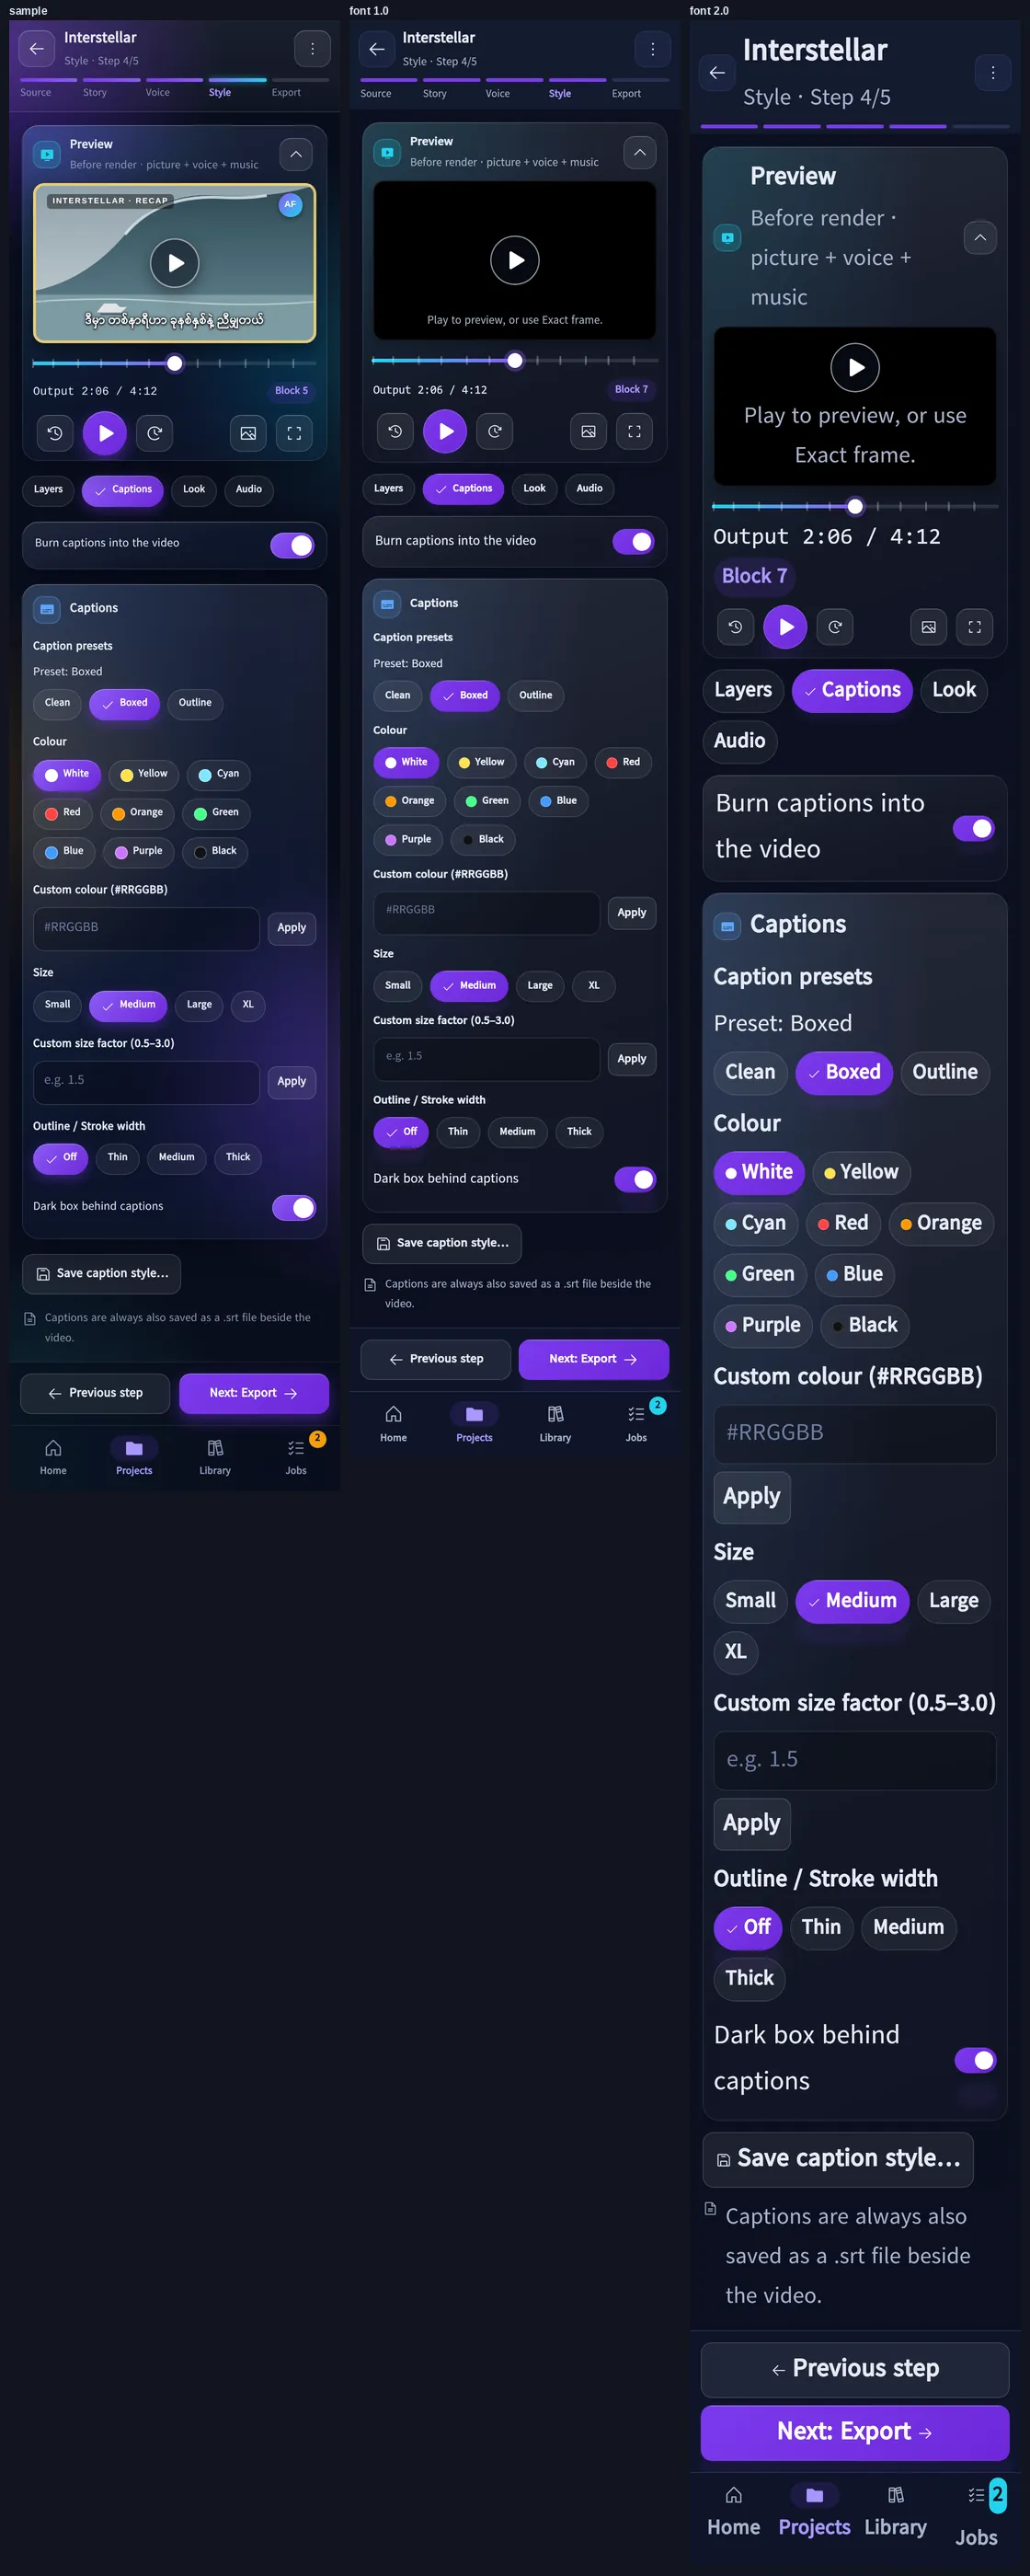 sample
Interstellar
Style · Step 4/5
Source
Story
Voice
Style
Export
Preview
Before render · picture + voice + music
INTERSTELLAR · RECAP
AF
ဒီမှာ တစ်နာရီဟာ ခုနစ်နှစ်နဲ့ ညီမျှတယ်
Output 2:06 / 4:12
Block 5
Layers
Captions
Look
Audio
Burn captions into the video
Captions
Caption presets
Preset: Boxed
Clean
Boxed
Outline
Colour
White
Yellow
Cyan
Red
Orange
Green
Blue
Purple
Black
Custom colour (#RRGGBB)
#RRGGBB
Apply
Size
Small
Medium
Large
XL
Custom size factor (0.5–3.0)
e.g. 1.5
Apply
Outline / Stroke width
Off
Thin
Medium
Thick
Dark box behind captions
Save caption style...
Captions are always also saved as a .srt file beside the
video.
Previous step
Next: Export
Home
Projects
Library
Jobs
2
font 1.0
Interstellar
Style · Step 4/5
Source
Story
Voice
Style
Export
Preview
Before render · picture + voice + music
Play to preview, or use Exact frame.
Output 2:06 / 4:12
Block 7
Layers
Captions
Look
Audio
Burn captions into the video
Captions
Caption presets
Preset: Boxed
Clean
Boxed
Outline
Colour
White
Yellow
Cyan
Red
Orange
Green
Blue
Purple
Black
Custom colour (#RRGGBB)
#RRGGBB
Apply
Size
Small
Medium
Large
XL
Custom size factor (0.5–3.0)
e.g. 1.5
Apply
Outline / Stroke width
Off
Thin
Medium
Thick
Dark box behind captions
Save caption style...
Captions are always also saved as a .srt file beside the
video.
Previous step
Next: Export
Home
Projects
Library
Jobs
2
font 2.0
Interstellar
Style · Step 4/5
Preview
Before render ·
picture + voice +
music
Play to preview, or use
Exact frame.
Output 2:06 / 4:12
Block 7
Layers
Captions
Look
Audio
Burn captions into
the video
Captions
Caption presets
Preset: Boxed
Clean
Boxed
Outline
Colour
White
Yellow
Cyan
Red
Orange
Green
Blue
Purple
Black
Custom colour (#RRGGBB)
#RRGGBB
Apply
Size
Small
Medium
Large
XL
Custom size factor (0.5–3.0)
e.g. 1.5
Apply
Outline / Stroke width
Off
Thin
Medium
Thick
Dark box behind
captions
Save caption style...
Captions are always also
saved as a .srt file beside
the video.
Previous step
Next: Export
Home
Projects
Library
Jobs
2